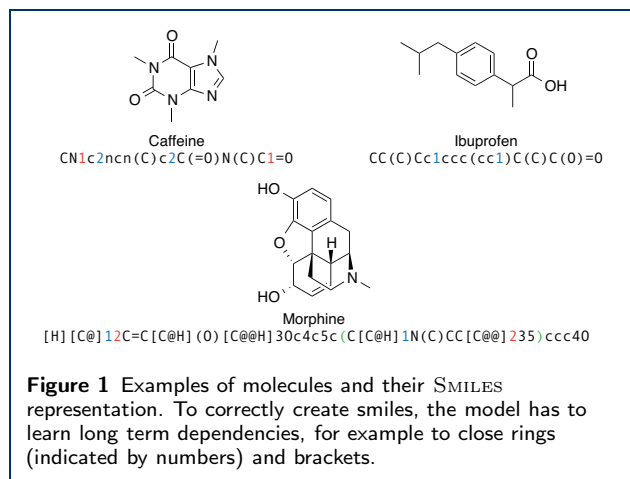 O
N
N
O
N
N
O
OH
Caffeine
Ibuprofen
CN1c2ncn(C)c2C(=O)N(C)C1=O
CC(C)Cc1ccc(cc1)C(C)C(O)=O
HO
O
H
N
HO
Morphine
[H][C@]12C=C[C@H](O)[C@@H]3Oc4c5c(C[C@H]1N(C)CC[C@@]235)ccc4O
Figure 1 Examples of molecules and their SMILES
representation. To correctly create smiles, the model has to
learn long term dependencies, for example to close rings
(indicated by numbers) and brackets.